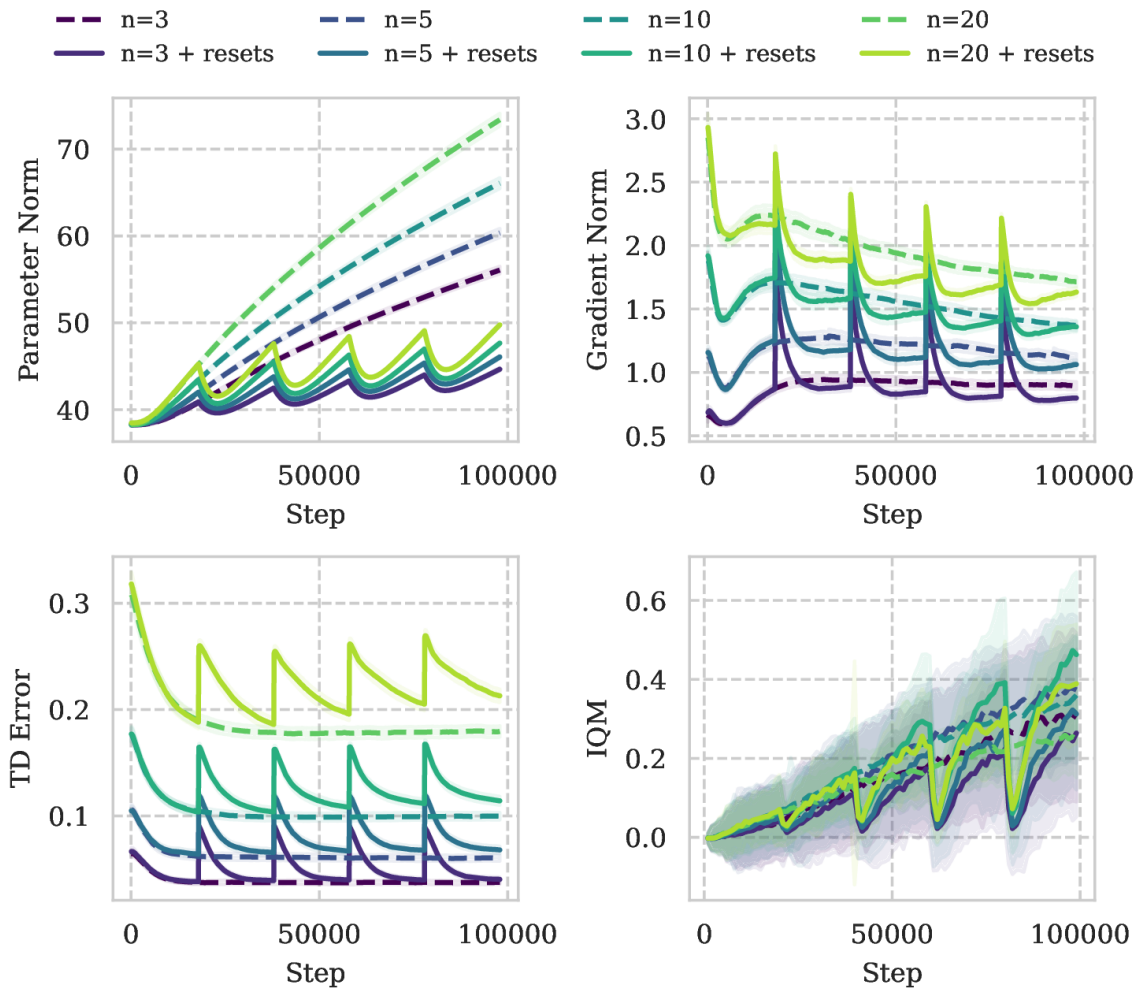 n=3 n=5 n=10 n=20
n=3 + resets n=5 + resets n=10 + resets n=20 + resets
Parameter Norm
70
60
50
40
0 50000 100000
Step
Gradient Norm
3.0
2.5
2.0
1.5
1.0
0.5
0 50000 100000
Step
TD Error
0.3
0.2
0.1
0 50000 100000
Step
IQM
0.6
0.4
0.2
0.0
0 50000 100000
Step